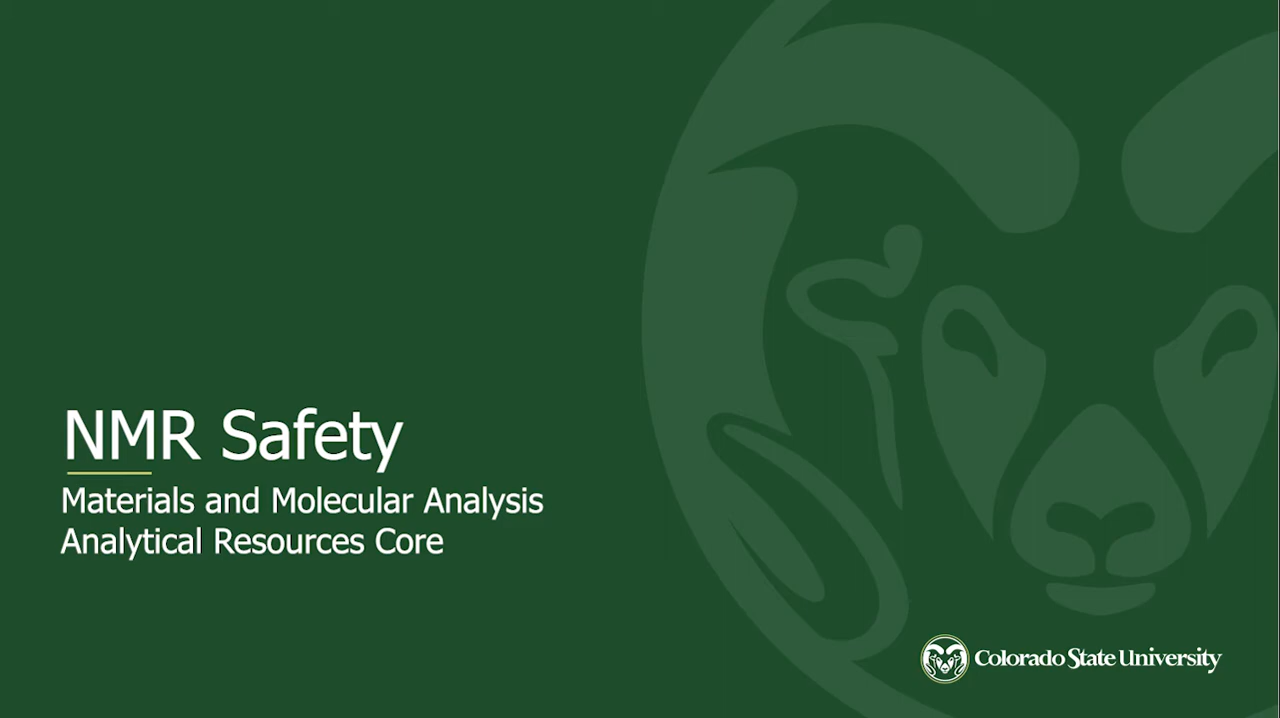 NMR Safety
Materials and Molecular Analysis
Analytical Resources Core
Colorado State University